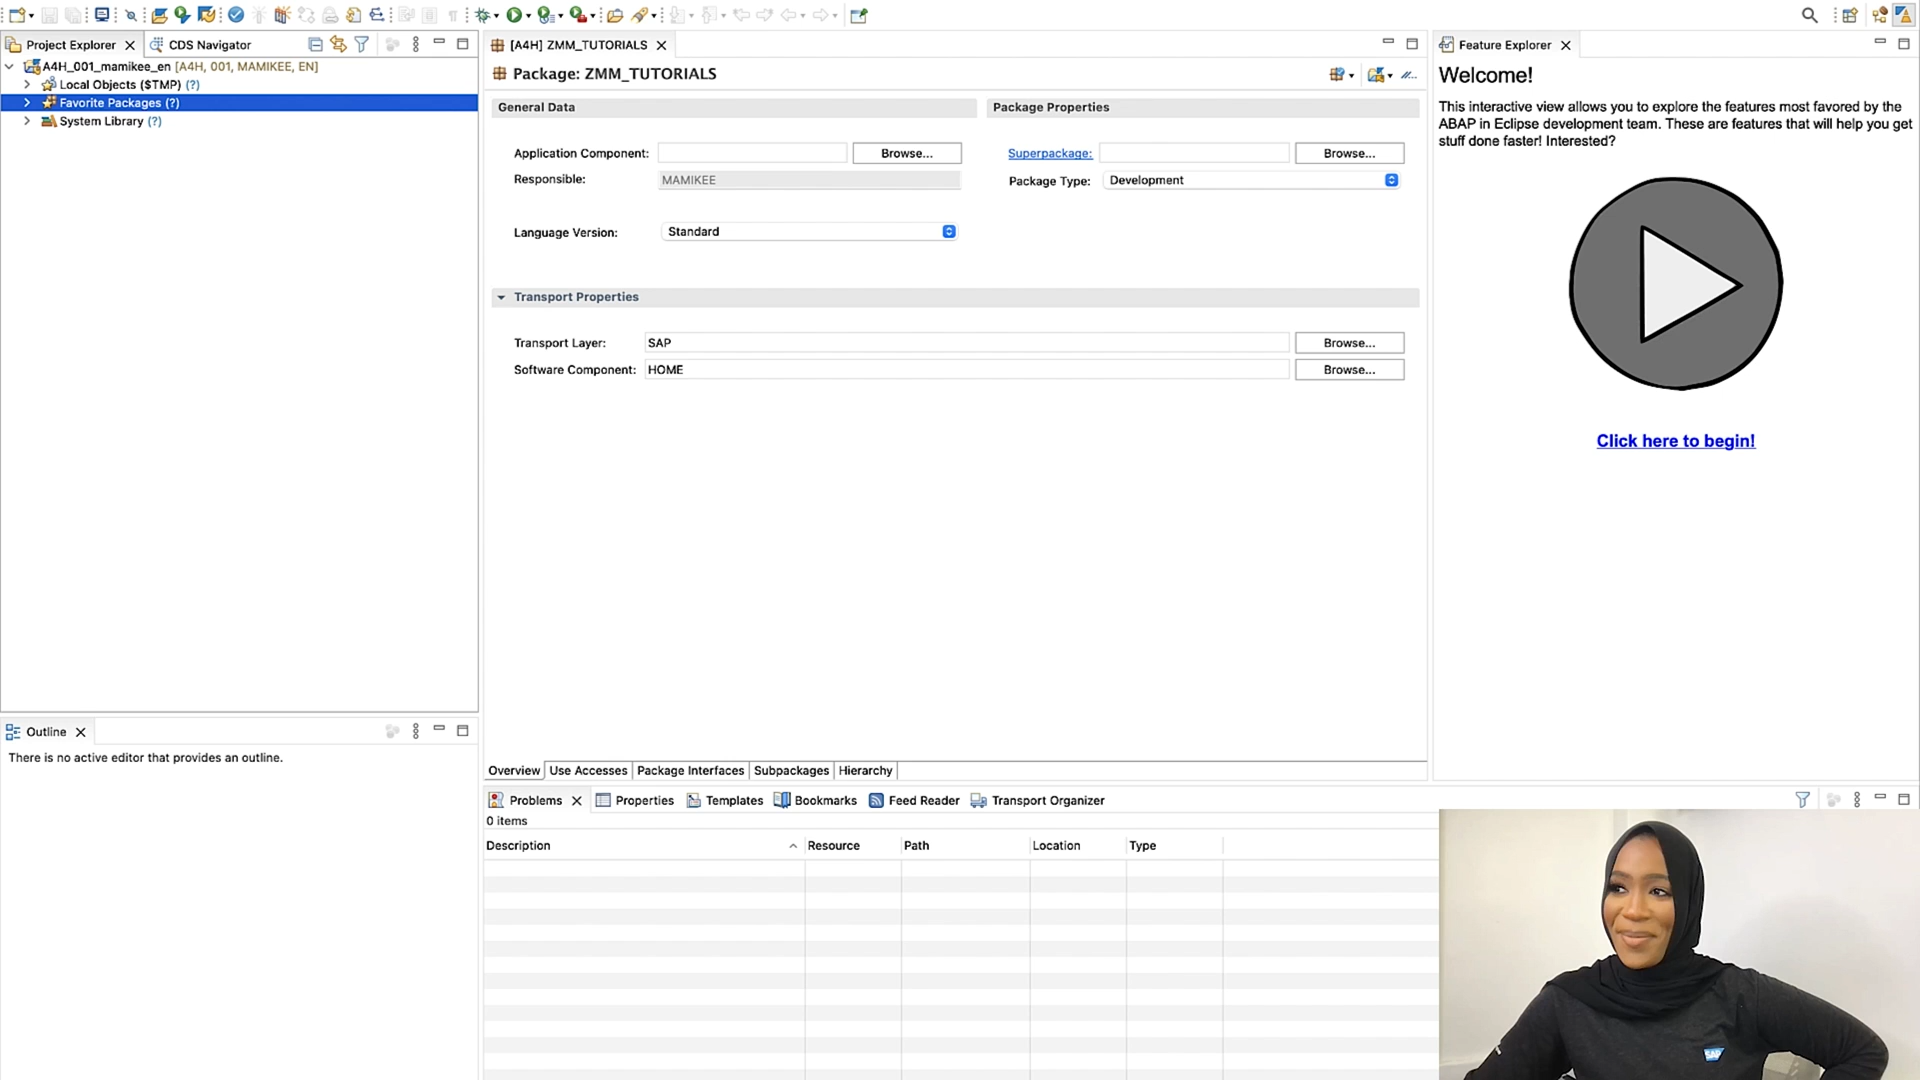 Project Explorer
CDS Navigator
A4H_001_mamikee_en [A4H, 001, MAMIKEE, EN]
Local Objects ($TMP) (?)
Favorite Packages (?)
System Library (?)
[A4H] ZMM_TUTORIALS
Package: ZMM_TUTORIALS
General Data
Application Component:
Browse...
Responsible:
MAMIKEE
Language Version:
Standard
Package Properties
Superpackage:
Browse...
Package Type:
Development
Transport Properties
Transport Layer:
SAP
Browse...
Software Component:
HOME
Browse...
Overview
Use Accesses
Package Interfaces
Subpackages
Hierarchy
Feature Explorer
Welcome!
This interactive view allows you to explore the features most favored by the
ABAP in Eclipse development team. These are features that will help you get
stuff done faster! Interested?
Click here to begin!
Outline
There is no active editor that provides an outline.
Problems
Properties
Templates
Bookmarks
Feed Reader
Transport Organizer
0 items
Description
Resource
Path
Location
Type
SAP